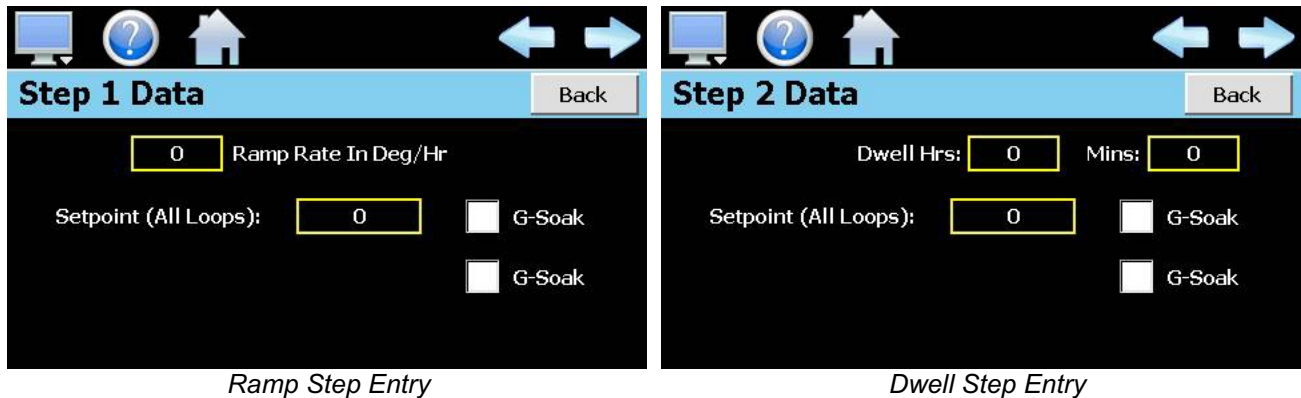 ?
Step 1 Data
Back
0 Ramp Rate In Deg/Hr
Setpoint (All Loops): 0 G-Soak
G-Soak
Ramp Step Entry
?
Step 2 Data
Back
Dwell Hrs: 0 Mins: 0
Setpoint (All Loops): 0 G-Soak
G-Soak
Dwell Step Entry